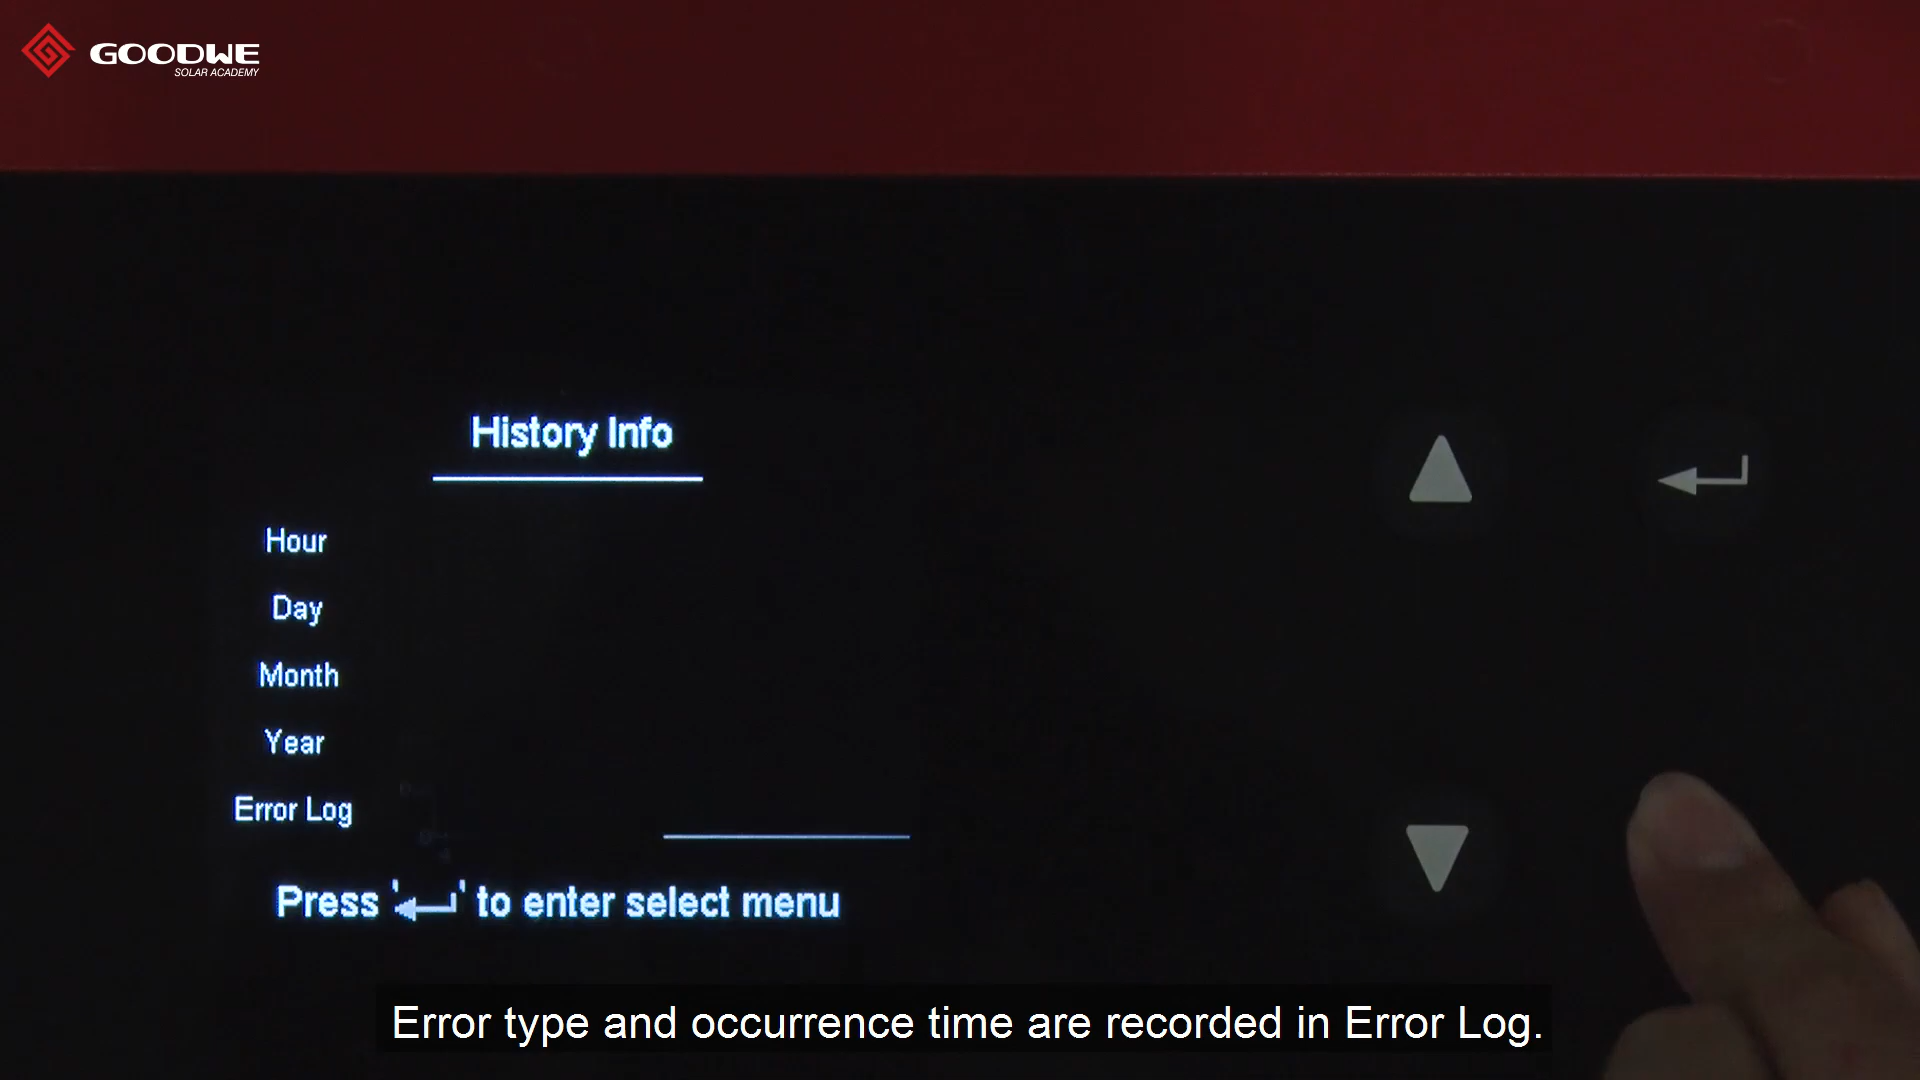 GOODWE
SOLAR ACADEMY
History Info
Hour
Day
Month
Year
Error Log
Press '←' to enter select menu
Error type and occurrence time are recorded in Error Log.